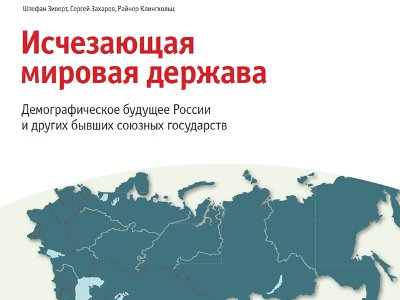 Штефан Зиверт, Сергей Захаров, Райнер Клингхольц
Исчезающая
мировая держава
Демографическое будущее России
и других бывших союзных государств